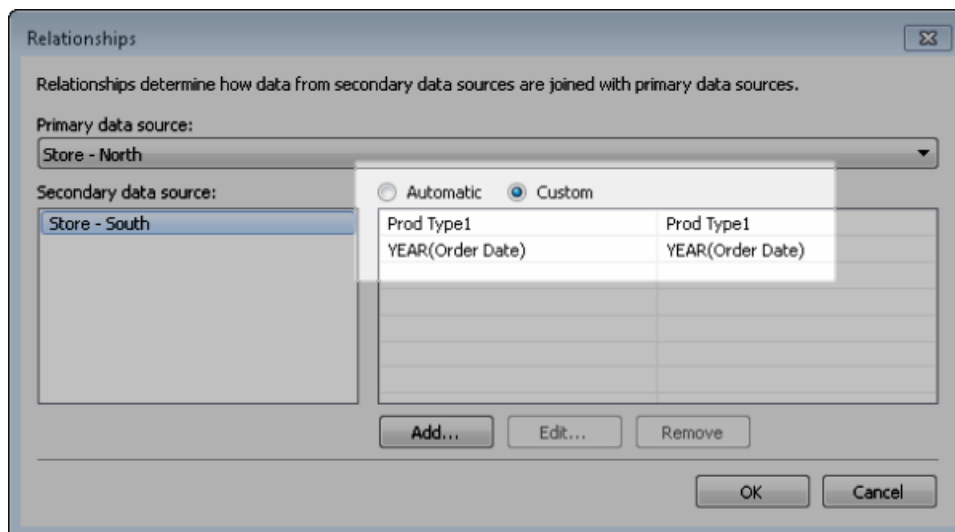 Relationships
Relationships determine how data from secondary data sources are joined with primary data sources.
Primary data source:
Store - North
Secondary data source:
Automatic Custom
Store - South
Prod Type1 Prod Type1
YEAR(Order Date) YEAR(Order Date)
Add... Edit... Remove
OK Cancel